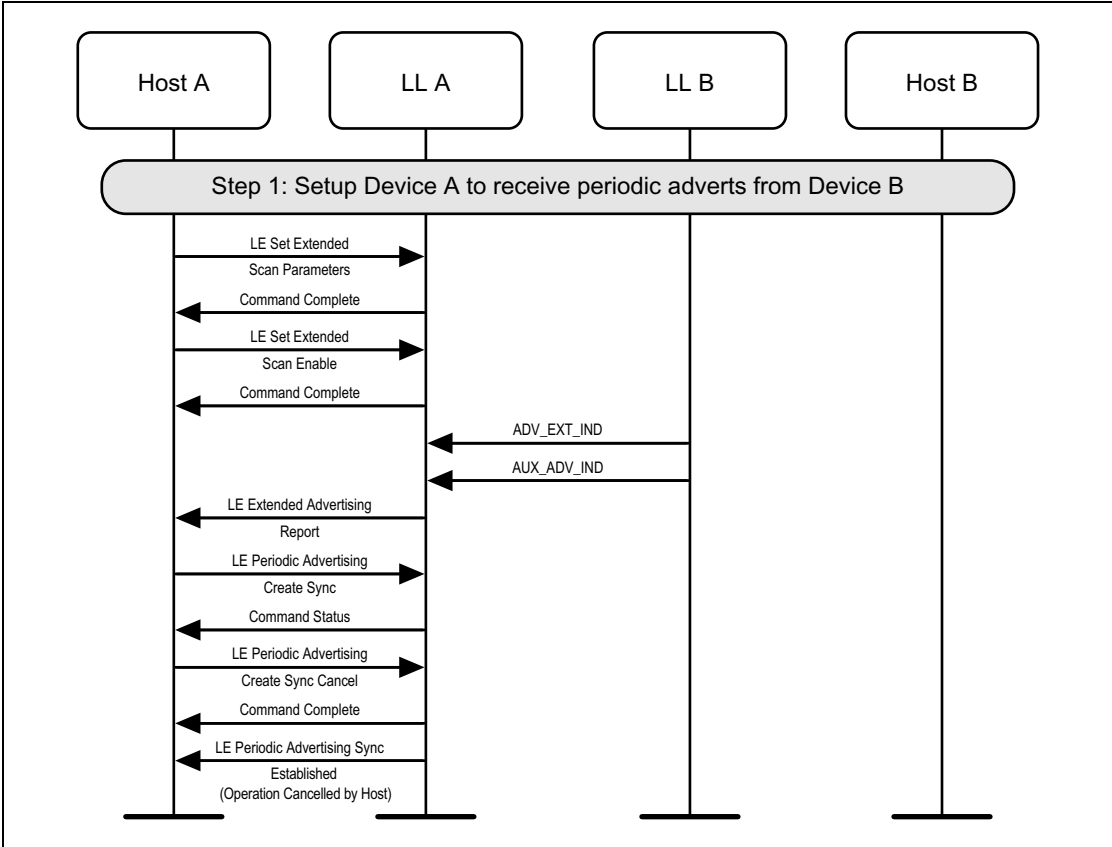 Host A
LL A
LL B
Host B
Step 1: Setup Device A to receive periodic adverts from Device B
LE Set Extended
Scan Parameters
Command Complete
LE Set Extended
Scan Enable
Command Complete
ADV_EXT_IND
AUX_ADV_IND
LE Extended Advertising
Report
LE Periodic Advertising
Create Sync
Command Status
LE Periodic Advertising
Create Sync Cancel
Command Complete
LE Periodic Advertising Sync
Established
(Operation Cancelled by Host)